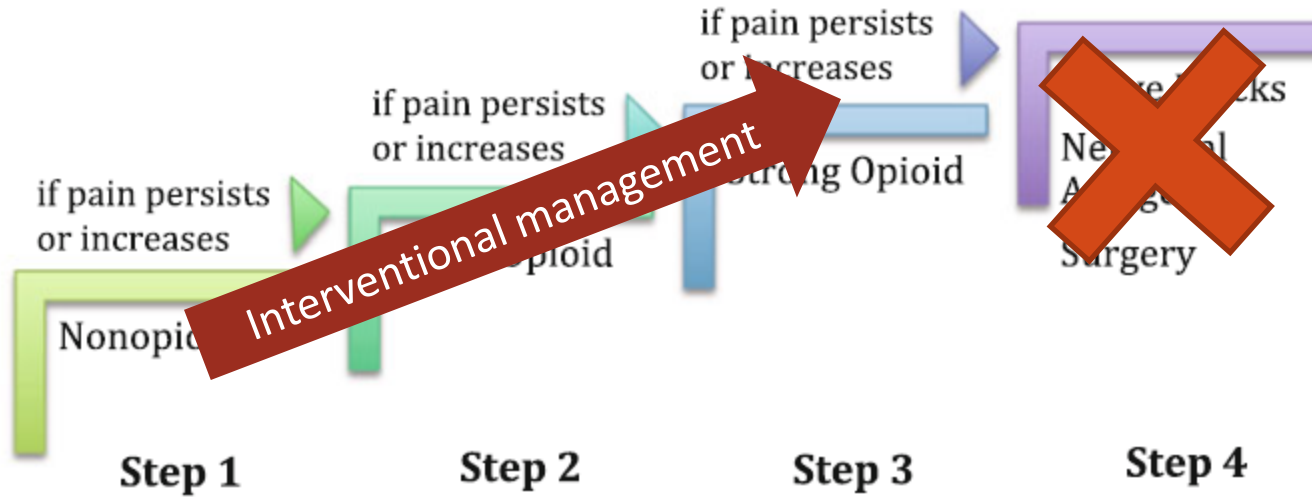 if pain persists
or increases
if pain persists
or increases
if pain persists
or increases
Interventional management
Strong Opioid
Surgery
Step 1
Step 2
Step 3
Step 4